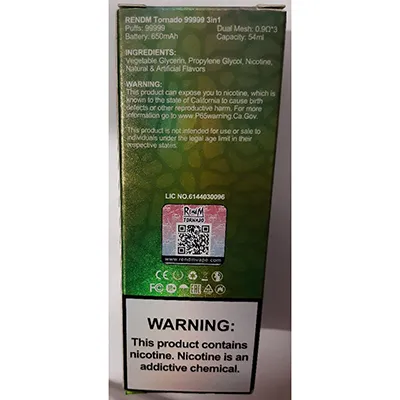 RENDM Tornado 99999 3in1
Puffs: 99999 Dual Mesh: 0.9Ω*3
Battery: 650mAh Capacity: 54ml
INGREDIENTS:
Vegetable Glycerin, Propylene Glycol, Nicotine,
Natural & Artificial Flavors
WARNING:
This product can expose you to nicotine, which is
known to the state of California to cause birth
defects or other reproductive harm. For more
information go to www.P65warning.Ca.Gov.
This product is not intended for use or sale to
individuals under the legal age limit in their
respective states.
LIC NO.6144030096
RENDM
TORNADO
www.rendmvape.com
WARNING:
This product contains
nicotine. Nicotine is an
addictive chemical.